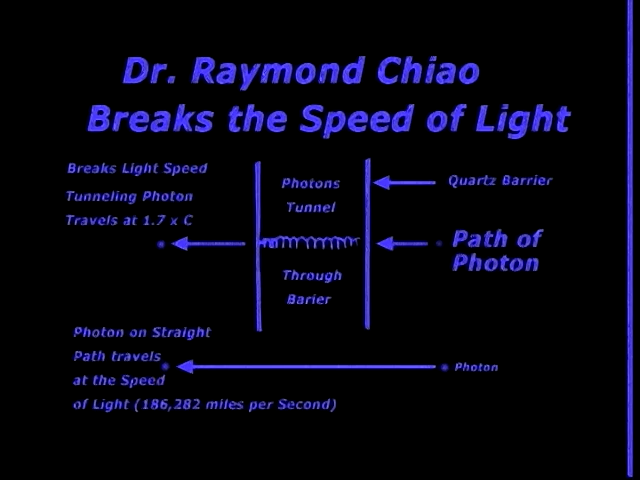 Dr. Raymond Chiao
Breaks the Speed of Light
Breaks Light Speed
Tunneling Photon
Travels at 1.7 x C
Photons
Tunnel
Through
Barier
Quartz Barrier
Path of
Photon
Photon on Straight
Path travels
at the Speed
of Light (186,282 miles per Second)
Photon